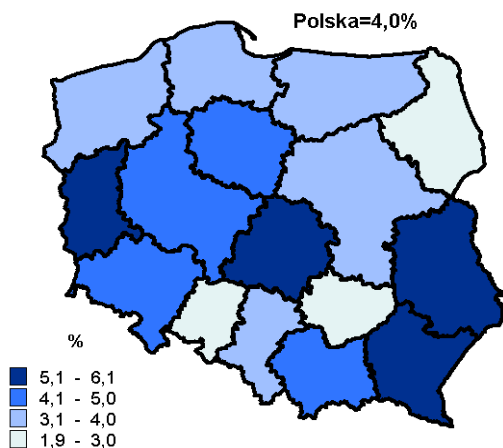 Polska=4,0%
%
5,1 - 6,1
4,1 - 5,0
3,1 - 4,0
1,9 - 3,0